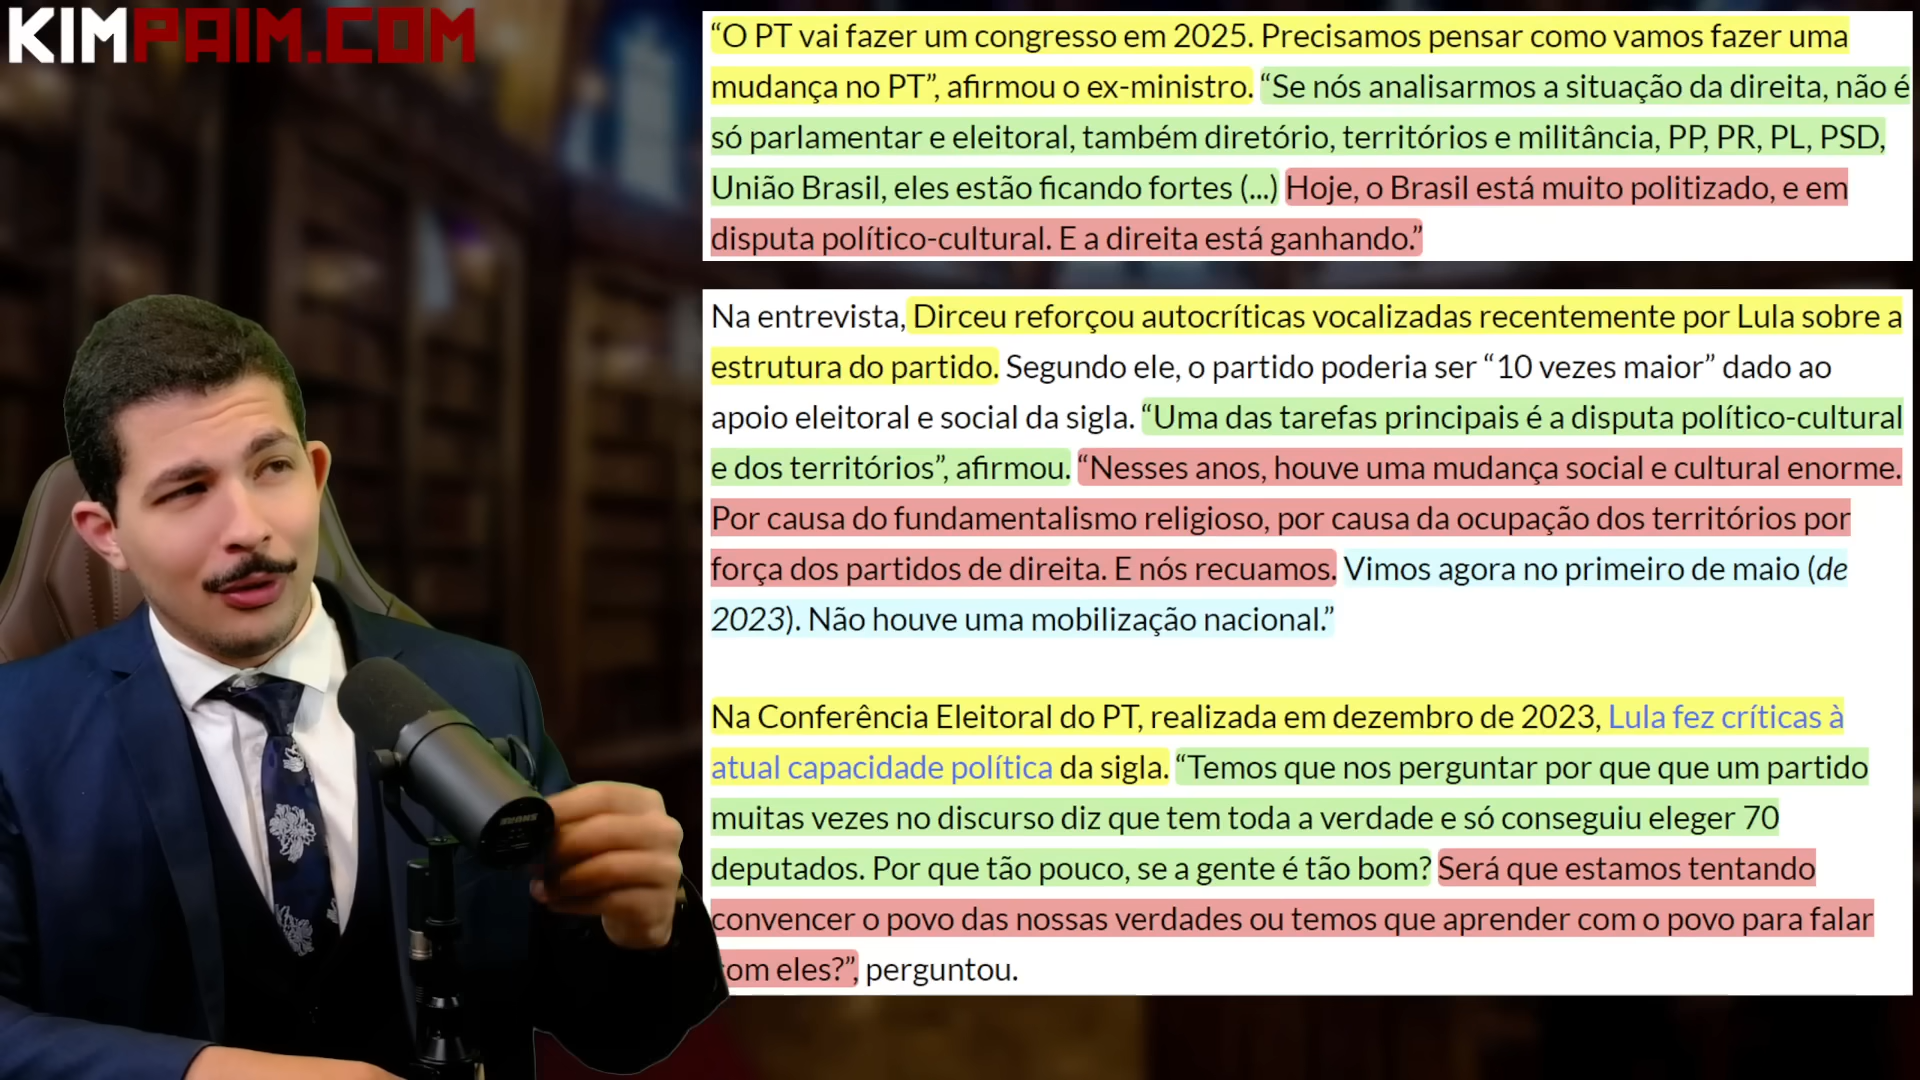 KIMPAIM.COM
“O PT vai fazer um congresso em 2025. Precisamos pensar como vamos fazer uma
mudança no PT”, afirmou o ex-ministro. “Se nós analisarmos a situação da direita, não é
só parlamentar e eleitoral, também diretório, territórios e militância, PP, PR, PL, PSD,
União Brasil, eles estão ficando fortes (...) Hoje, o Brasil está muito politizado, e em
disputa político-cultural. E a direita está ganhando.”
Na entrevista, Dirceu reforçou autocríticas vocalizadas recentemente por Lula sobre a
estrutura do partido. Segundo ele, o partido poderia ser “10 vezes maior” dado ao
apoio eleitoral e social da sigla. “Uma das tarefas principais é a disputa político-cultural
e dos territórios”, afirmou. “Nesses anos, houve uma mudança social e cultural enorme.
Por causa do fundamentalismo religioso, por causa da ocupação dos territórios por
força dos partidos de direita. E nós recuamos. Vimos agora no primeiro de maio (de
2023). Não houve uma mobilização nacional.”
Na Conferência Eleitoral do PT, realizada em dezembro de 2023, Lula fez críticas à
atual capacidade política da sigla. “Temos que nos perguntar por que que um partido
muitas vezes no discurso diz que tem toda a verdade e só conseguiu eleger 70
deputados. Por que tão pouco, se a gente é tão bom? Será que estamos tentando
convencer o povo das nossas verdades ou temos que aprender com o povo para falar
com eles?”, perguntou.
SHURE